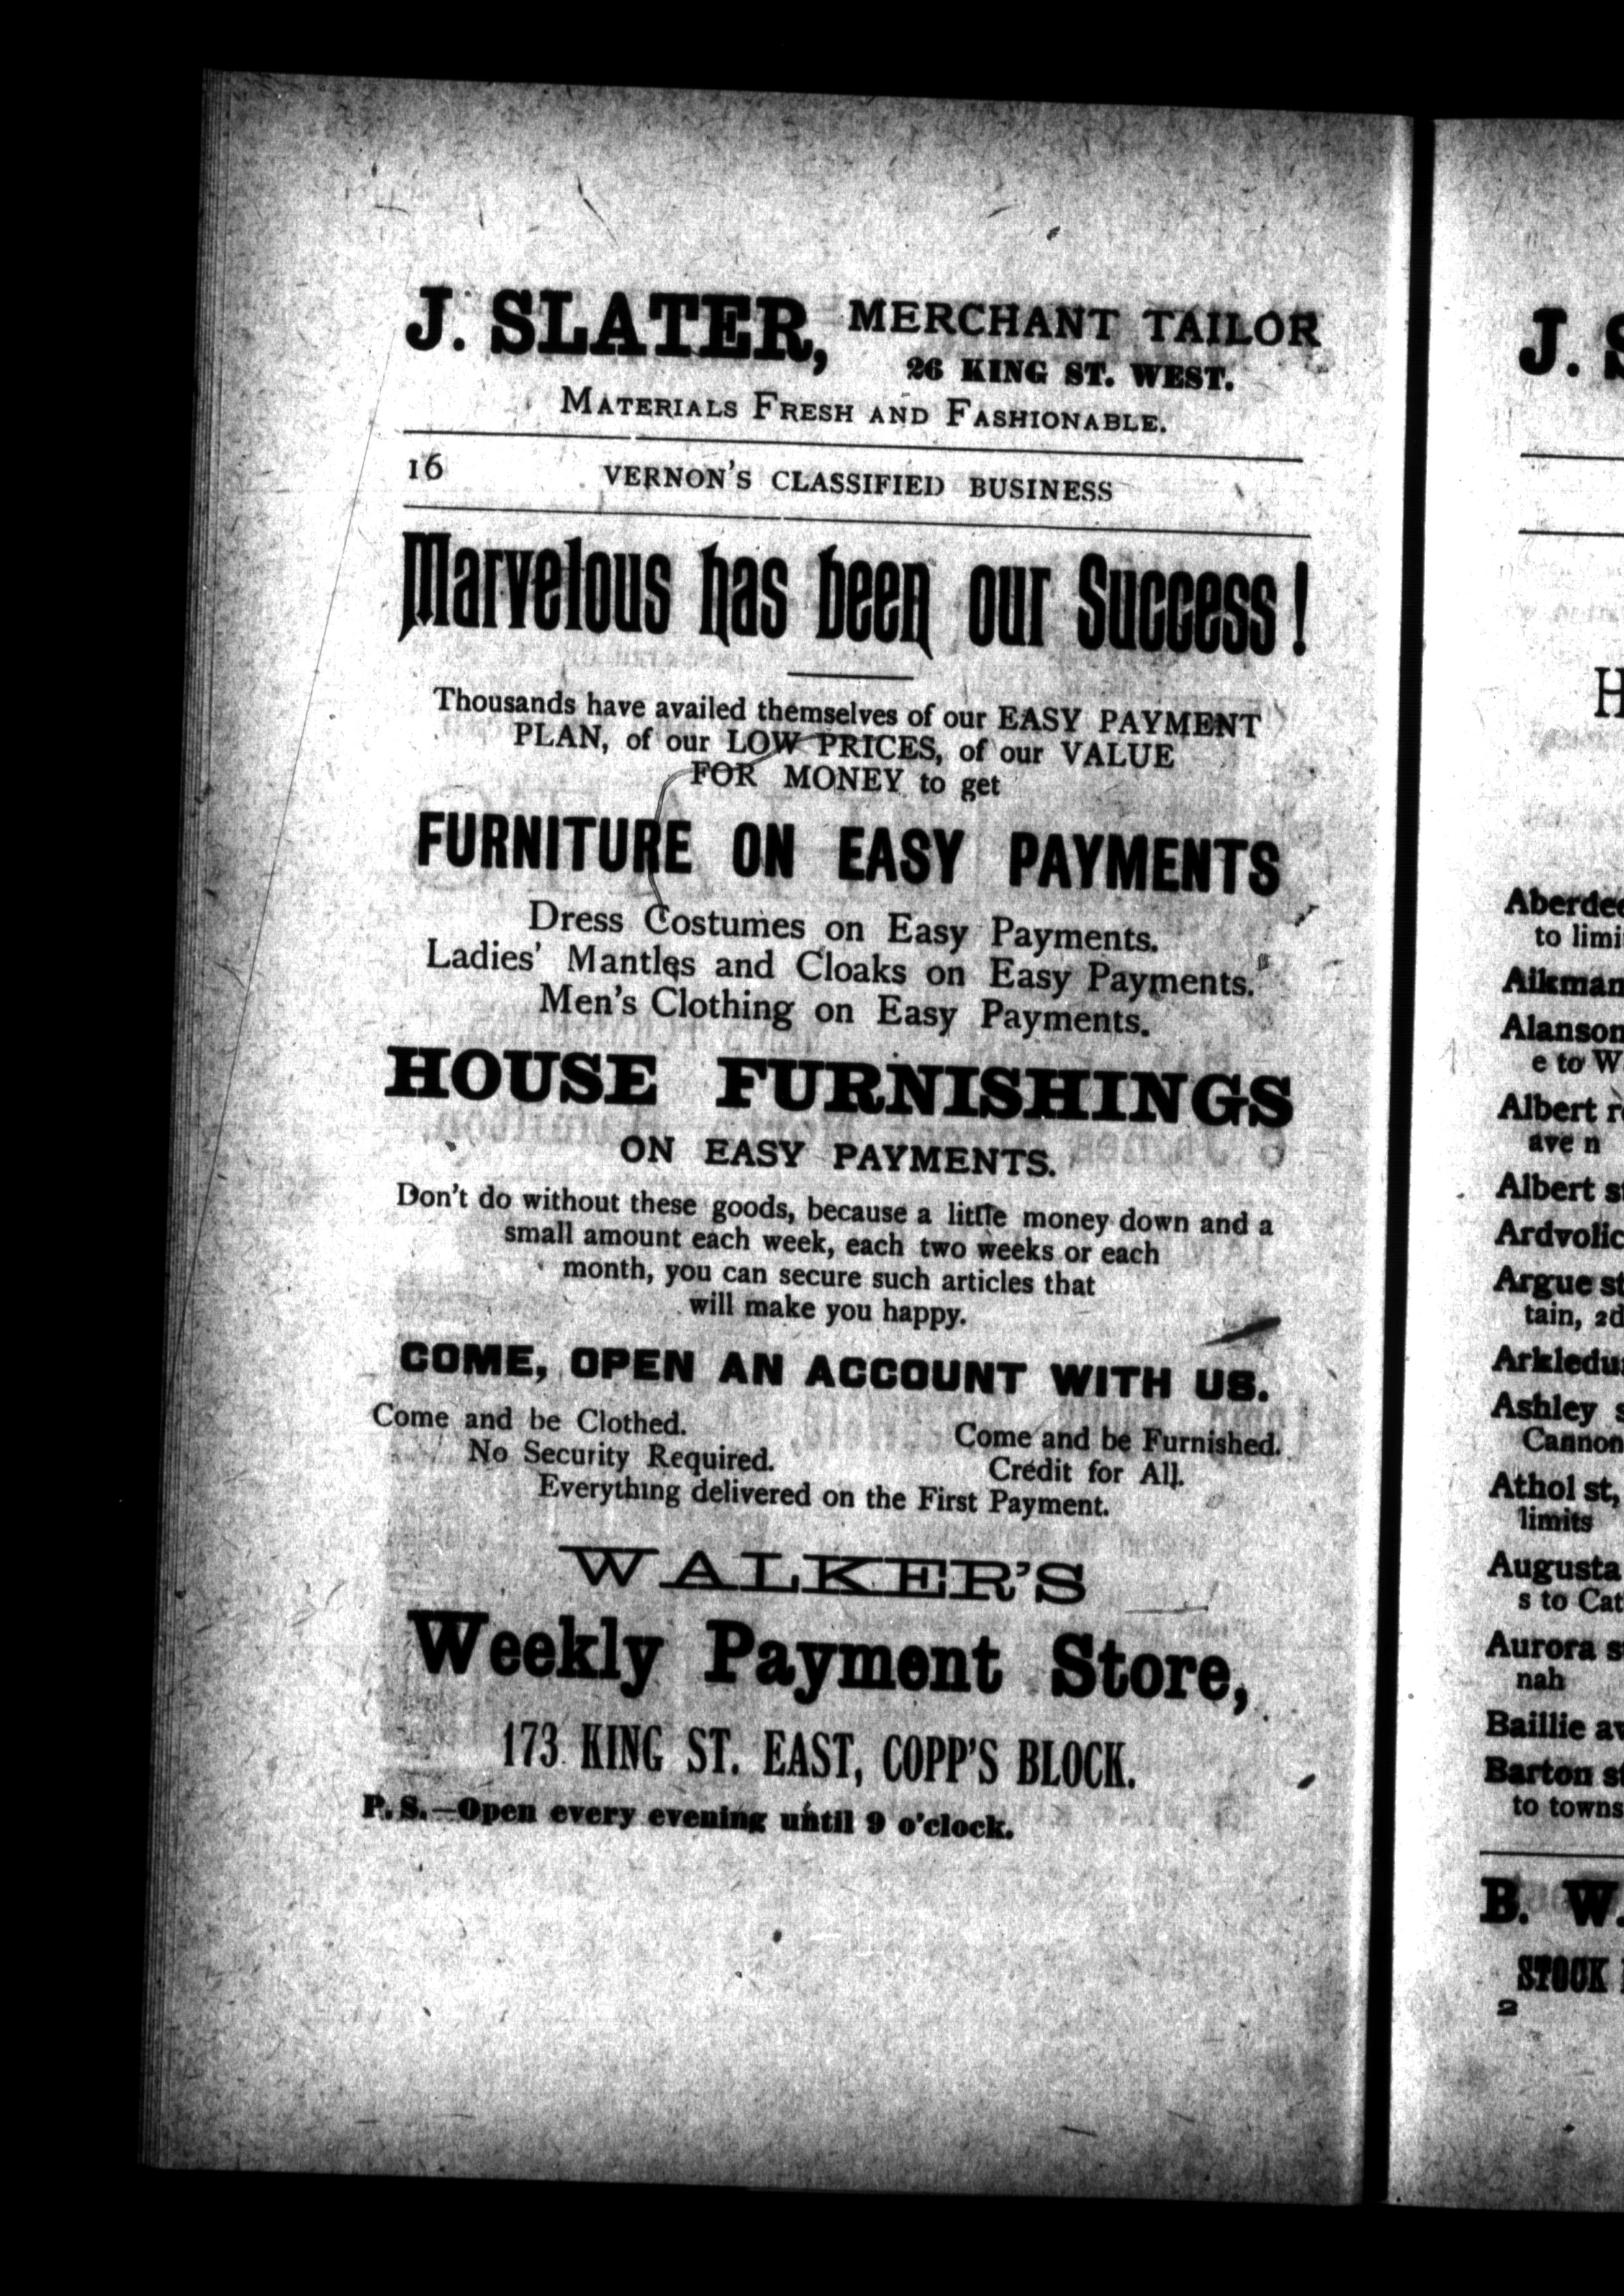 J. SLATER, MERCHANT TAILOR
26 KING ST. WEST.
MATERIALS FRESH AND FASHIONABLE.
16 VERNON'S CLASSIFIED BUSINESS
Marvelous has been our Success!
Thousands have availed themselves of our EASY PAYMENT
PLAN, of our LOW PRICES, of our VALUE
FOR MONEY to get
FURNITURE ON EASY PAYMENTS
Dress Costumes on Easy Payments.
Ladies' Mantles and Cloaks on Easy Payments.
Men's Clothing on Easy Payments.
HOUSE FURNISHINGS
ON EASY PAYMENTS.
Don't do without these goods, because a little money down and a
small amount each week, each two weeks or each
month, you can secure such articles that
will make you happy.
COME, OPEN AN ACCOUNT WITH US.
Come and be Clothed. Come and be Furnished.
No Security Required. Credit for All.
Everything delivered on the First Payment.
WALKER'S
Weekly Payment Store,
173 KING ST. EAST, COPP'S BLOCK.
P. S.—Open every evening until 9 o'clock.
J.
to
Alanson
e to
Albert
ave n
Albert
Argue
tain, 2d
Ashley
Cannon
Athol st,
limits
Augusta
s to
Aurora
nah
Baillie
Barton
to
B. W.
STOCK
2